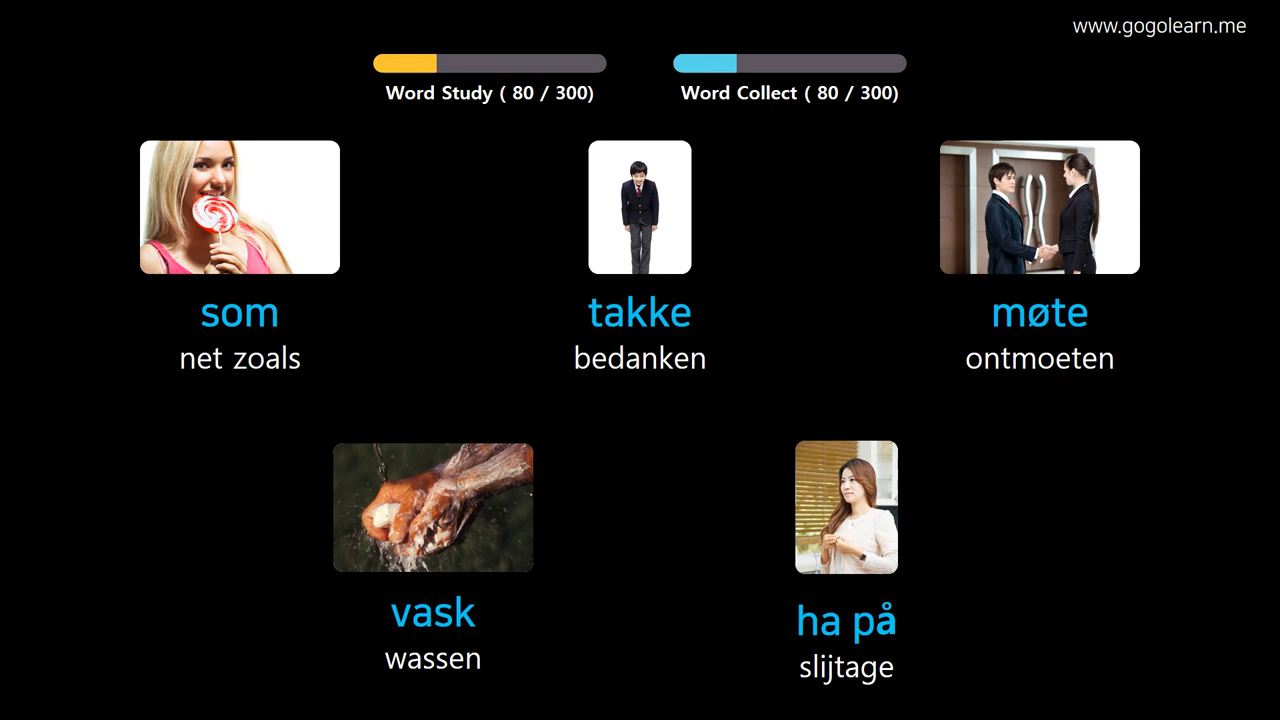 www.gogolearn.me
Word Study ( 80 / 300)
Word Collect ( 80 / 300)
som
net zoals
takke
bedanken
møte
ontmoeten
vask
wassen
ha på
slijtage